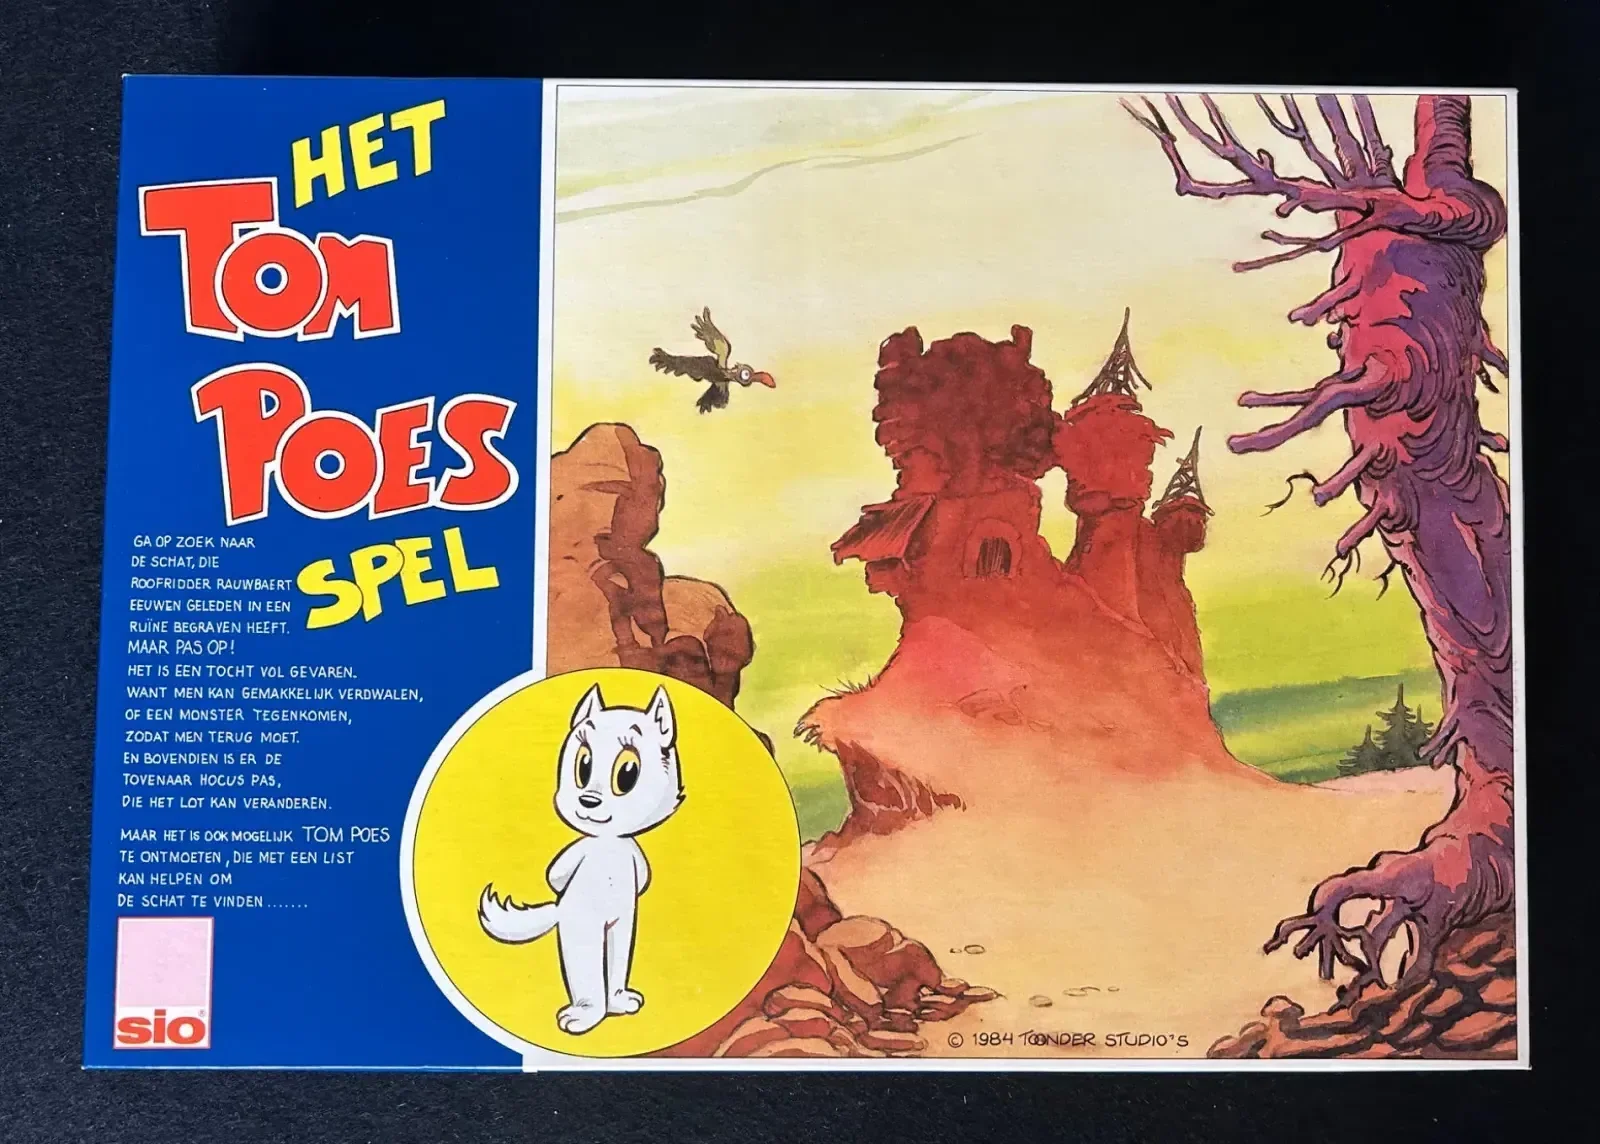 HET
TOM
POES
SPEL
GA OP ZOEK NAAR
DE SCHAT, DIE
ROOFRIDDER RAUWBAERT
EEUWEN GELEDEN IN EEN
RUÏNE BEGRAVEN HEEFT.
MAAR PAS OP!
HET IS EEN TOCHT VOL GEVAREN.
WANT MEN KAN GEMAKKELIJK VERDWALEN,
OF EEN MONSTER TEGENKOMEN,
ZODAT MEN TERUG MOET.
EN BOVENDIEN IS ER DE
TOVENAAR HOCUS PAS,
DIE HET LOT KAN VERANDEREN.
MAAR HET IS OOK MOGELIJK TOM POES
TE ONTMOETEN, DIE MET EEN LIST
KAN HELPEN OM
DE SCHAT TE VINDEN.......
sio®
© 1984 TOONDER STUDIO'S